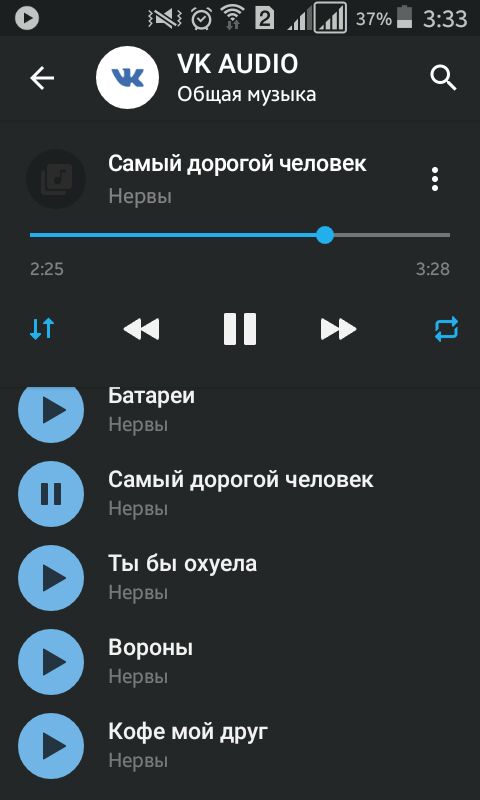 2
37%
3:33
VK AUDIO
Общая музыка
Самый дорогой человек
Нервы
2:25
3:28
Батареи
Нервы
Самый дорогой человек
Нервы
Ты бы охуела
Нервы
Вороны
Нервы
Кофе мой друг
Нервы